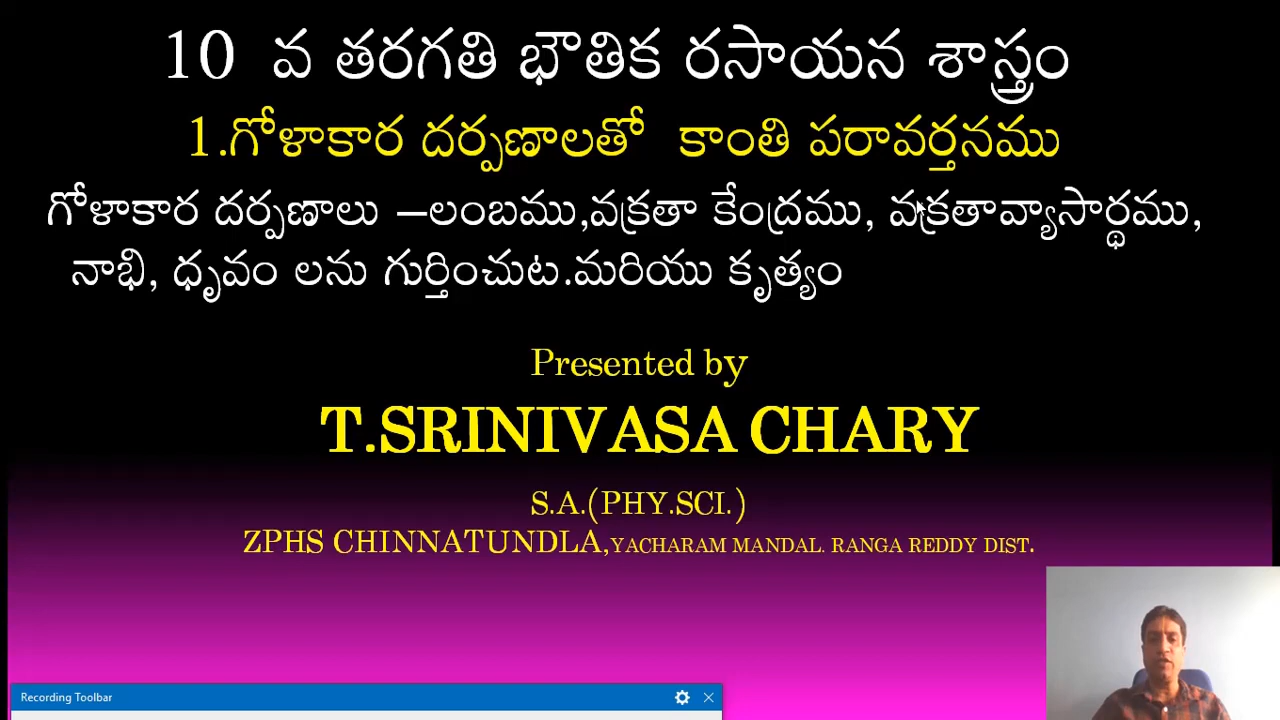 10 వ తరగతి భౌతిక రసాయన శాస్త్రం
1.గోళాకార దర్పణాలతో కాంతి పరావర్తనము
గోళాకార దర్పణాలు –లంబము,వక్రతా కేంద్రము, వక్రతావ్యాసార్థము,
నాభి, ధృవం లను గుర్తించుట.మరియు కృత్యం
Presented by
T.SRINIVASA CHARY
S.A.(PHY.SCI.)
ZPHS CHINNATUNDLA,YACHARAM MANDAL. RANGA REDDY DIST.
Recording Toolbar